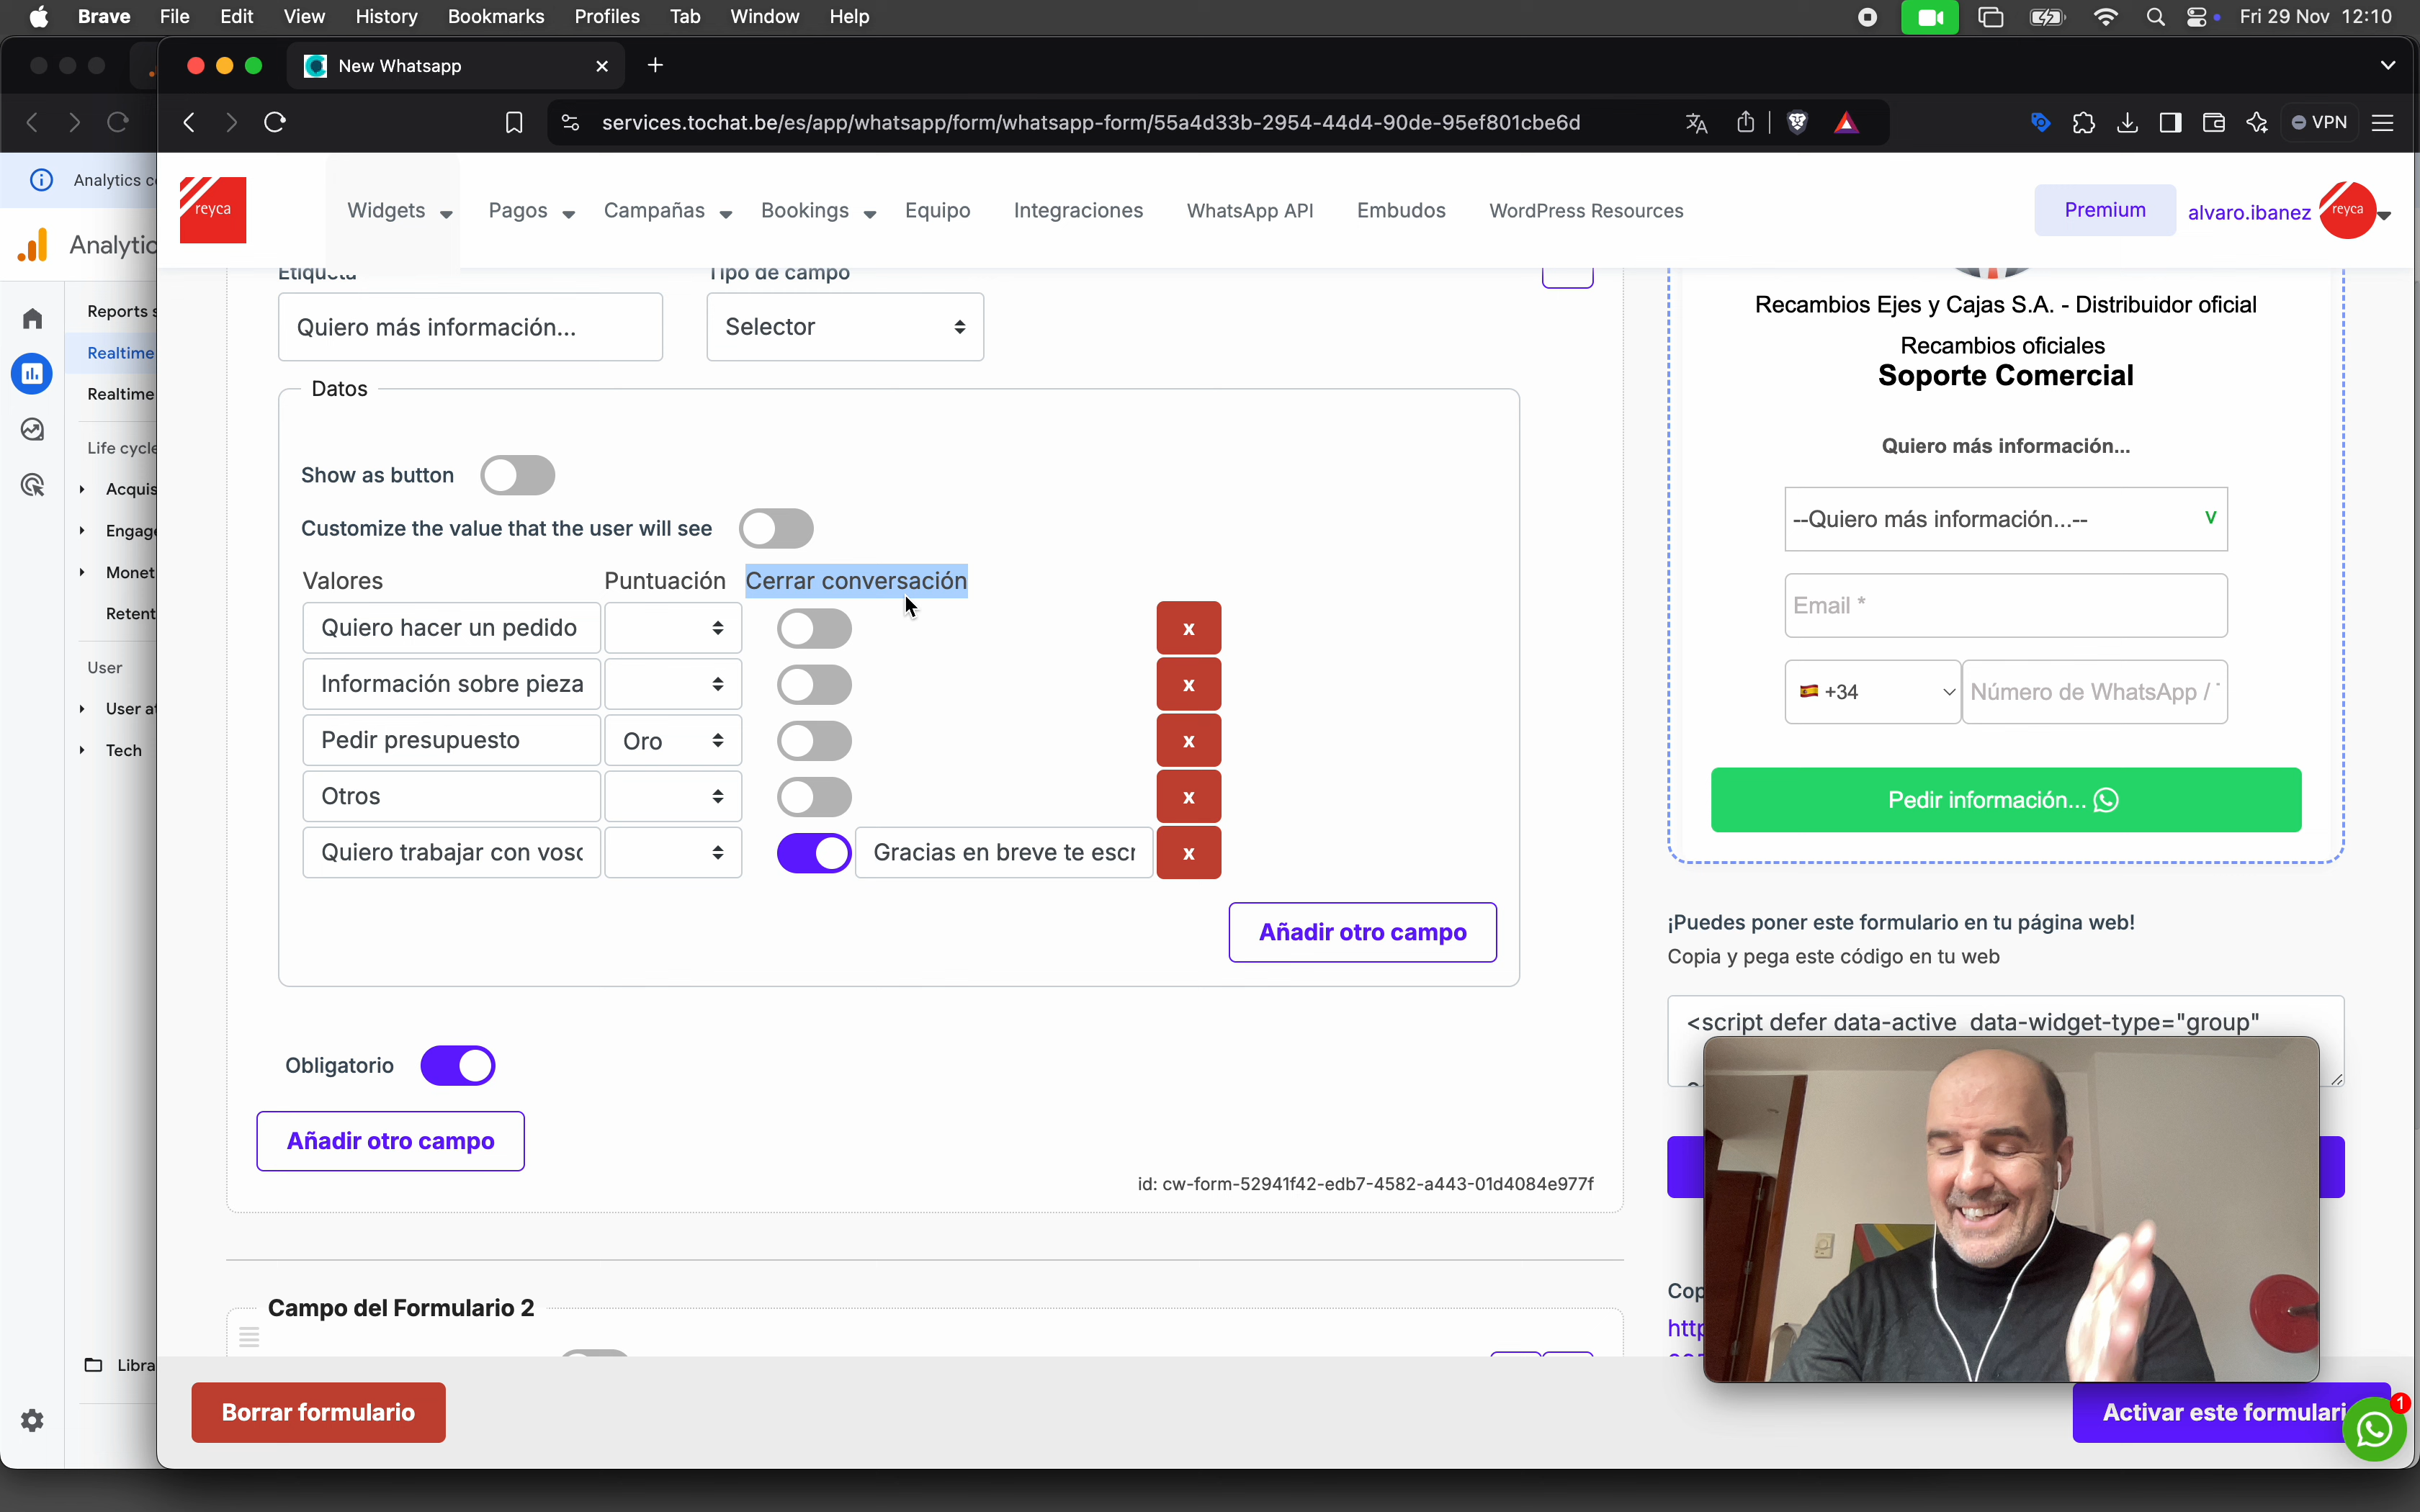 Brave File Edit View History Bookmarks Profiles Tab Window Help
Fri 29 Nov 12:10
New Whatsapp
services.tochat.be/es/app/whatsapp/form/whatsapp-form/55a4d33b-2954-44d4-90de-95ef801cbe6d
VPN
Analytics
Analytic
Reports
Realtime
Realtime
Life cycle
Acquis
Engage
Monet
Retent
User
User at
Tech
Libra
reyca
Widgets
Pagos
Campañas
Bookings
Equipo
Integraciones
WhatsApp API
Embudos
WordPress Resources
Premium
alvaro.ibanez
reyca
Etiqueta
Tipo de campo
Quiero más información...
Selector
Datos
Show as button
Customize the value that the user will see
Valores Puntuación Cerrar conversación
Quiero hacer un pedido
x
Información sobre pieza
x
Pedir presupuesto
Oro
x
Otros
x
Quiero trabajar con vosc
Gracias en breve te escr
x
Añadir otro campo
Obligatorio
Añadir otro campo
id: cw-form-52941f42-edb7-4582-a443-01d4084e977f
Campo del Formulario 2
Borrar formulario
Recambios Ejes y Cajas S.A. - Distribuidor oficial
Recambios oficiales
Soporte Comercial
Quiero más información...
--Quiero más información...--
V
Email *
+34
Número de WhatsApp /
Pedir información...
¡Puedes poner este formulario en tu página web!
Copia y pega este código en tu web
<script defer data-active data-widget-type="group"
Cop
http
Activar este formulari
1